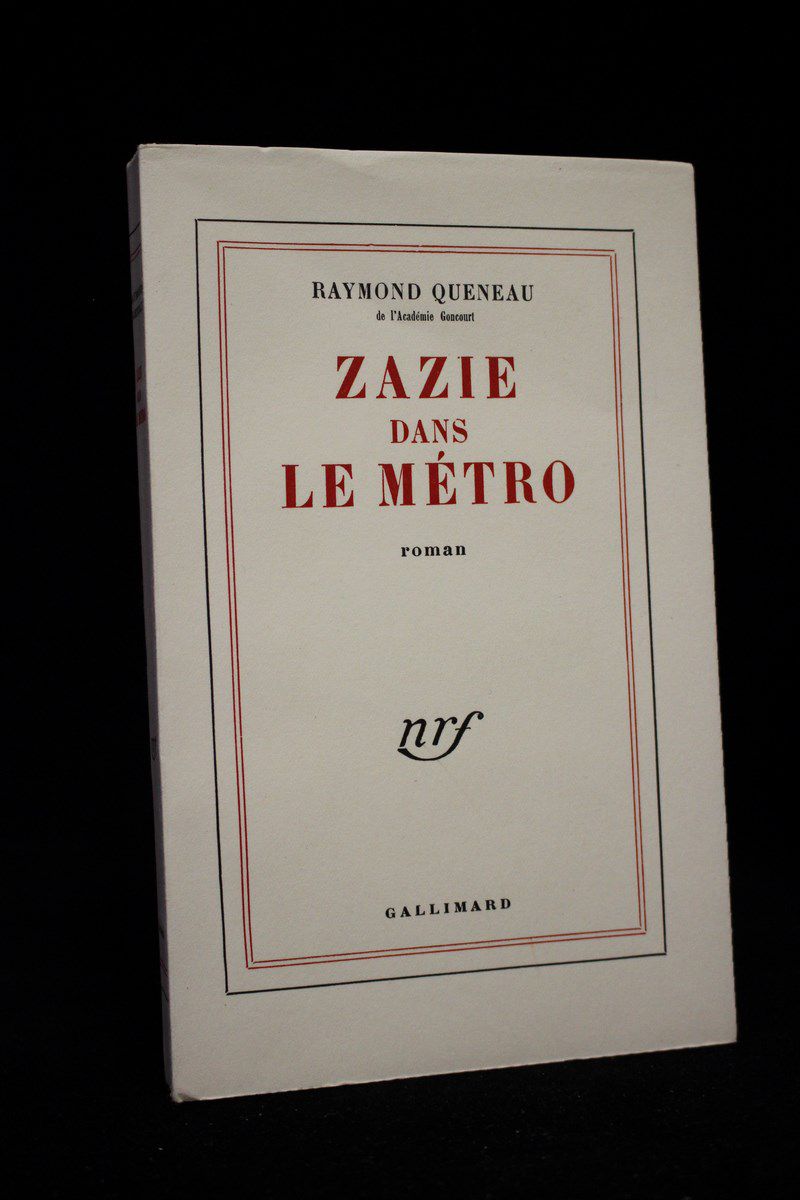 RAYMOND QUENEAU
de l'Académie Goncourt
ZAZIE
DANS
LE MÉTRO
roman
nrf
GALLIMARD